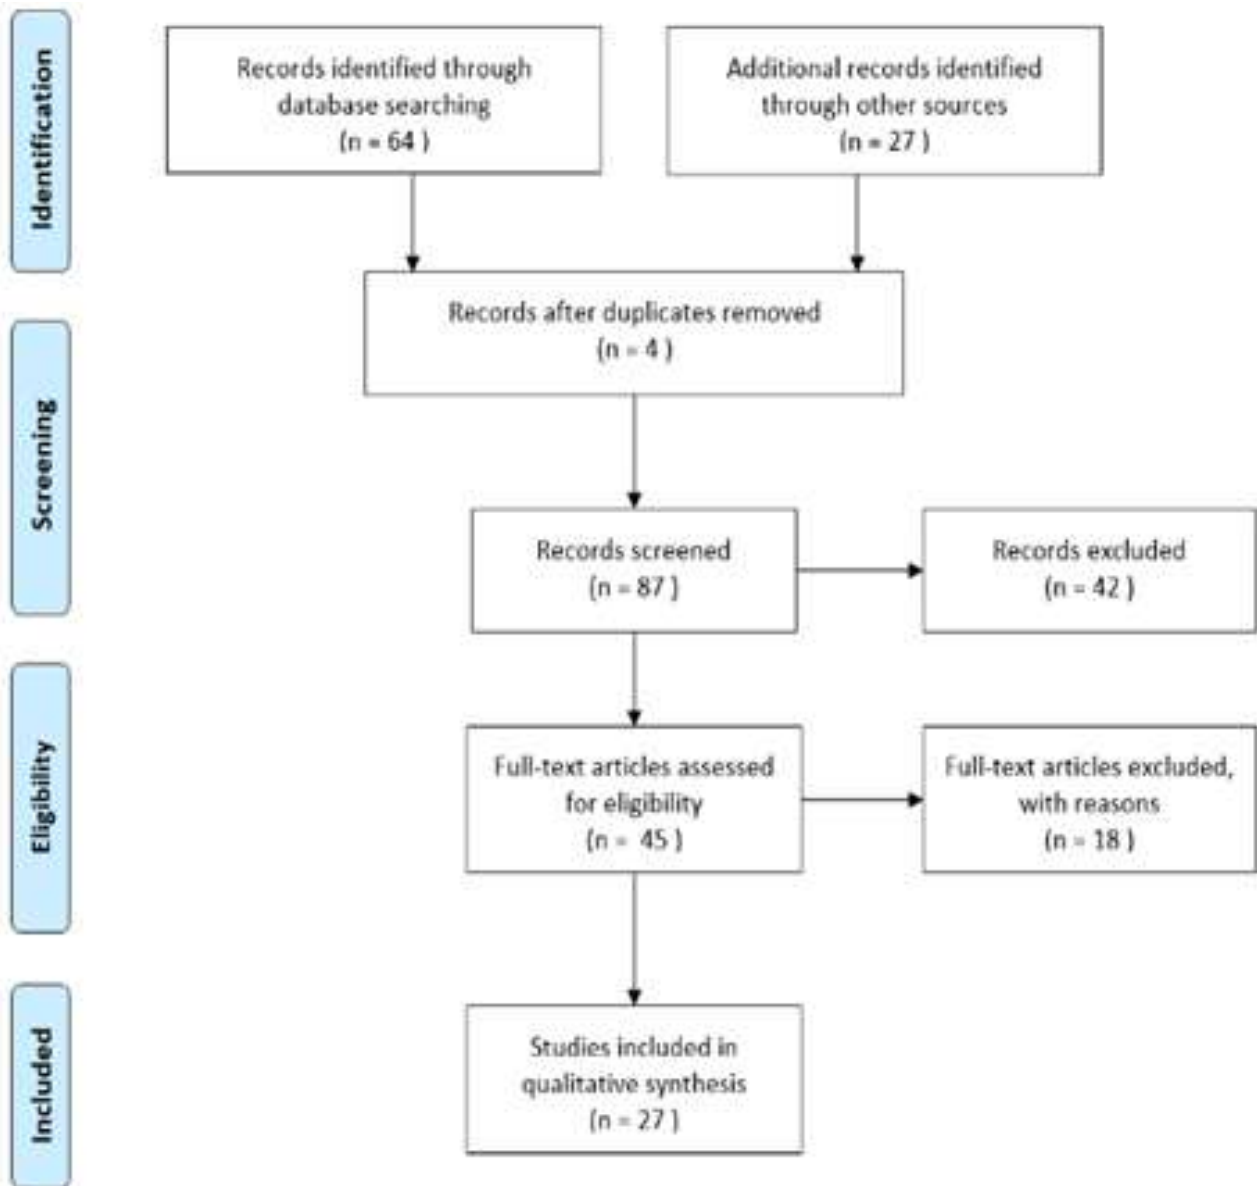 Identification
Records identified through
database searching
(n = 64 )
Additional records identified
through other sources
(n = 27 )
Records after duplicates removed
(n = 4 )
Screening
Records screened
(n = 87 )
Records excluded
(n = 42 )
Eligibility
Full-text articles assessed
for eligibility
(n =  45 )
Full-text articles excluded,
with reasons
(n = 18 )
Included
Studies included in
qualitative synthesis
(n = 27 )